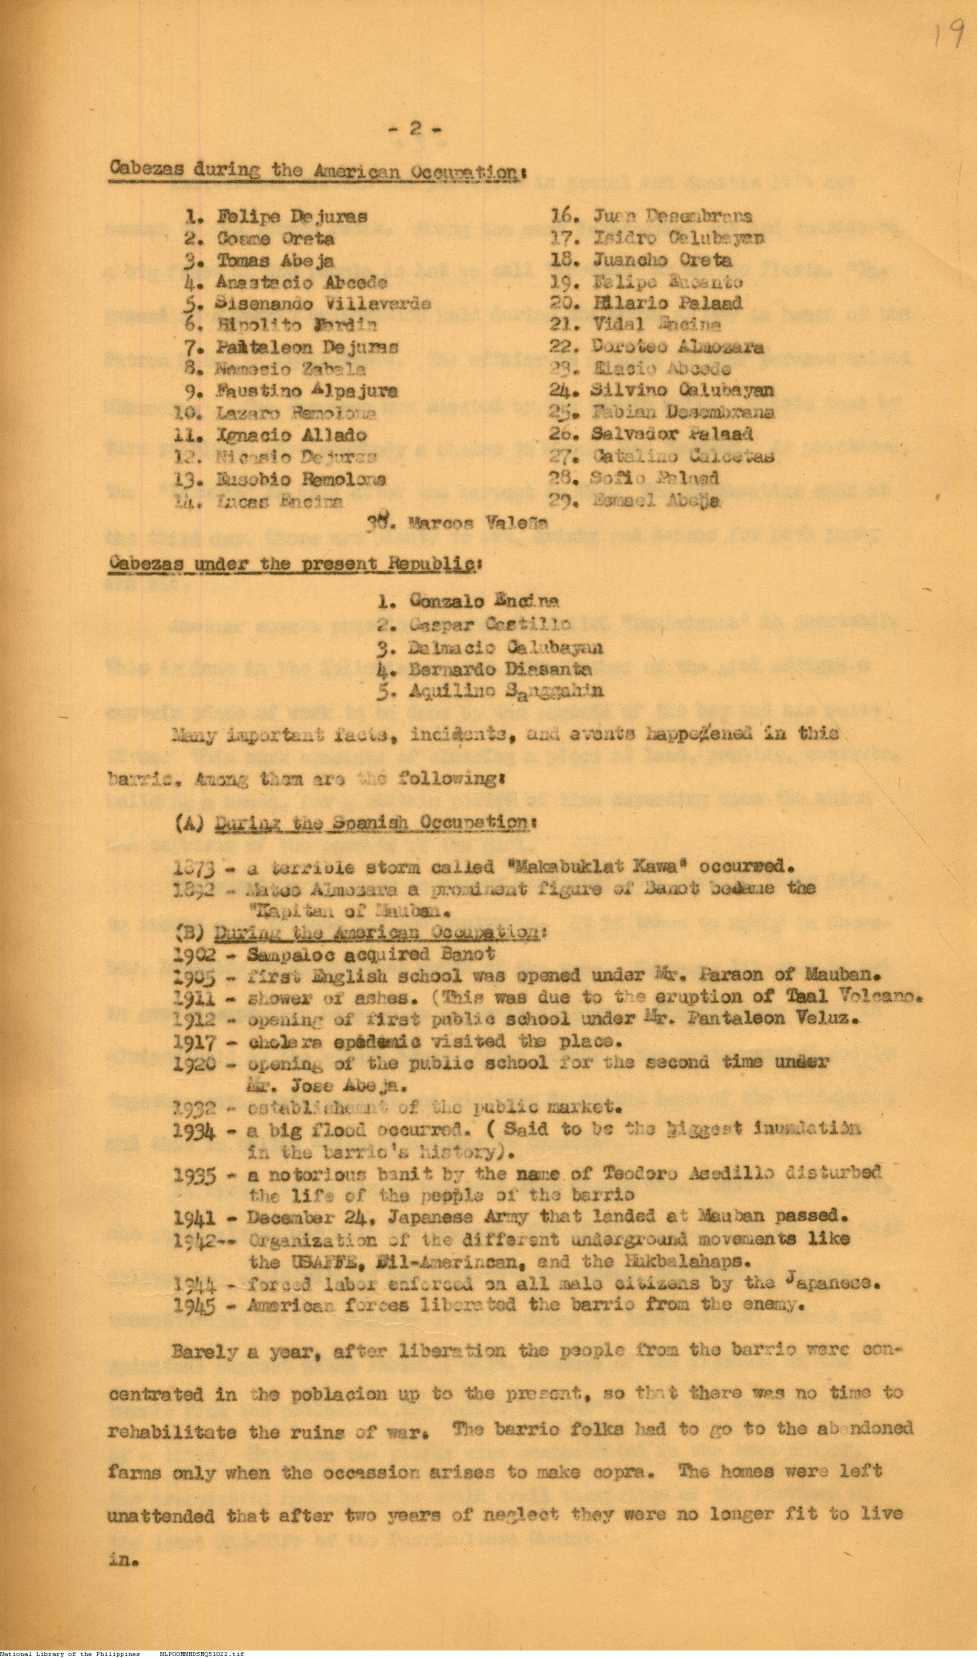 19
- 2 -
Cabezas during the American Occupation:
1. Felipe Dejuras
2. Cosme Oreta
3. Tomas Abeja
4. Anastacio Abcede
5. Sisenando Villaverde
6. Hipolito Jordin
7. Pantaleon Dejuras
8. Nemesio Zabala
9. Faustino Alpajura
10. Lazaro Remolona
11. Ignacio Allado
12. Nicasio Dejuras
13. Eusebio Remolona
14. Lucas Encina
16. Juan Desembrana
17. Isidro Calubayan
18. Juancho Oreta
19. Felipe Encanto
20. Hilario Palaad
21. Vidal Encina
22. Doroteo Almozara
23. Elacio Abcede
24. Silvino Calubayan
25. Fabian Desembrana
26. Salvador Palaad
27. Catalino Calcetas
28. Sofio Palaad
29. Esmael Abeja
30. Marcos Valeña
Cabezas under the present Republic:
1. Gonzalo Encina
2. Gaspar Castillo
3. Dalmacio Calubayan
4. Bernardo Diasanta
5. Aquilino Sanggahin
Many important facts, incidents, and events happened in this
barrio. Among them are the following:
(A) During the Spanish Occupation:
1873 - a terrible storm called "Makabuklat Kawa" occurred.
1892 - Mateo Almozara a prominent figure of Banot became the
"Kapitan of Mauban.
(B) During the American Occupation:
1902 - Sampaloc acquired Banot
1905 - first English school was opened under Mr. Paraon of Mauban.
1911 - shower of ashes. (This was due to the eruption of Taal Volcano.
1912 - opening of first public school under Mr. Pantaleon Veluz.
1917 - cholera epedemic visited the place.
1920 - opening of the public school for the second time under
Mr. Jose Abeja.
1932 - establishment of the public market.
1934 - a big flood occurred. ( Said to be the biggest inundatiin
in the barrio's history).
1935 - a notorious banit by the name of Teodoro Asedillo disturbed
the life of the people of the barrio
1941 - December 24, Japanese Army that landed at Mauban passed.
1942-- Organization of the different underground movements like
the USAFFE, Fil-Amerincan, and the Hukbalahaps.
1944 - forced labor enforced on all male citizens by the Japanese.
1945 - American forces liberated the barrio from the enemy.
Barely a year, after liberation the people from the barrio were con-
centrated in the poblacion up to the present, so that there was no time to
rehabilitate the ruins of war. The barrio folks had to go to the abandoned
farms only when the occassion arises to make copra. The homes were left
unattended that after two years of neglect they were no longer fit to live
in.
National Library of the Philippines